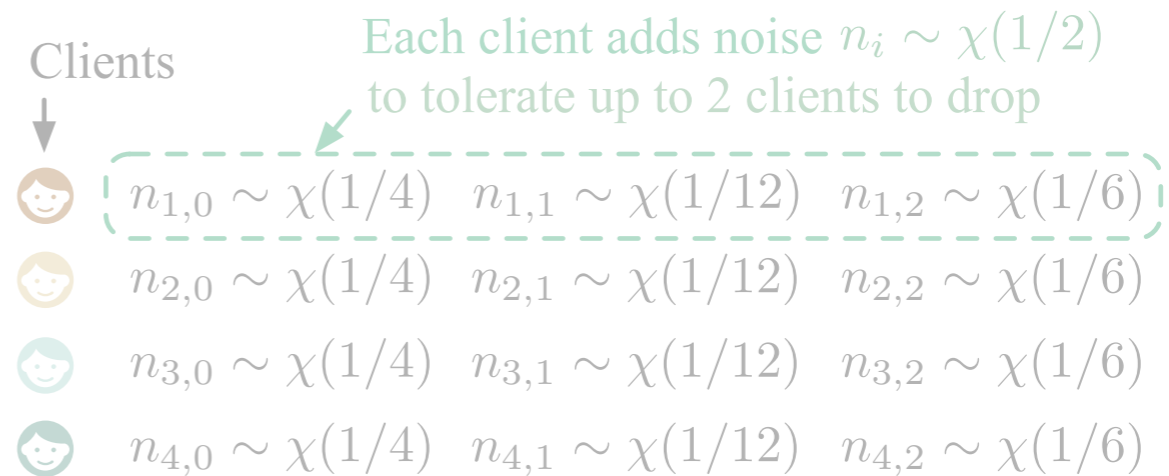 Each client adds noise n_i ∼ χ(1/2)
Clients
to tolerate up to 2 clients to drop
n_{1,0} ∼ χ(1/4) n_{1,1} ∼ χ(1/12) n_{1,2} ∼ χ(1/6)
n_{2,0} ∼ χ(1/4) n_{2,1} ∼ χ(1/12) n_{2,2} ∼ χ(1/6)
n_{3,0} ∼ χ(1/4) n_{3,1} ∼ χ(1/12) n_{3,2} ∼ χ(1/6)
n_{4,0} ∼ χ(1/4) n_{4,1} ∼ χ(1/12) n_{4,2} ∼ χ(1/6)